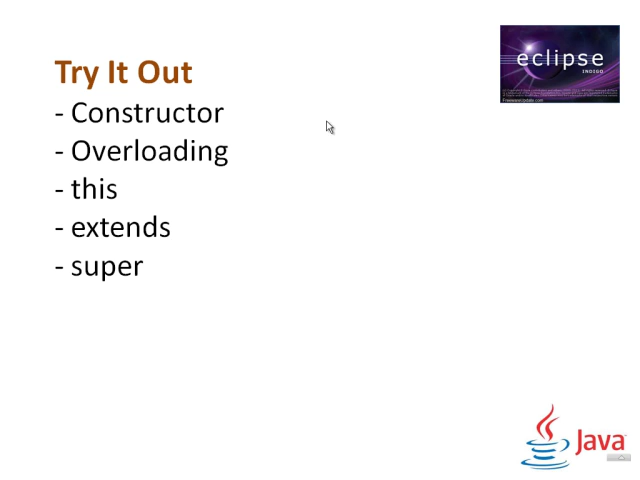 Try It Out
- Constructor
- Overloading
- this
- extends
- super
eclipse
INDIGO
Java